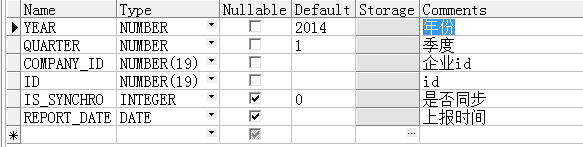 Name Type Nullable Default Storage Comments
YEAR NUMBER 2014 年份
QUARTER NUMBER 1 季度
COMPANY_ID NUMBER(19) 企业id
ID NUMBER(19) id
IS_SYNCHRO INTEGER 0 是否同步
REPORT_DATE DATE 上报时间